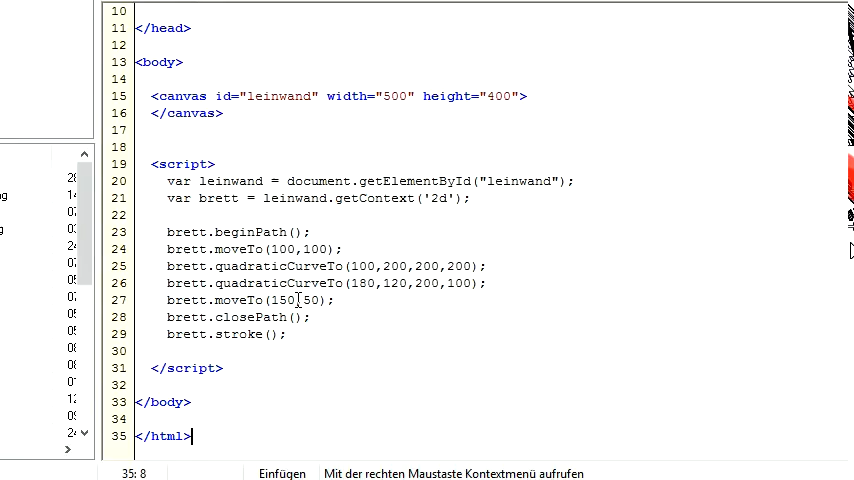 10
11 </head>
12
13 <body>
14
15 <canvas id="leinwand" width="500" height="400">
16 </canvas>
17
18
19 <script>
20 var leinwand = document.getElementById("leinwand");
21 var brett = leinwand.getContext('2d');
22
23 brett.beginPath();
24 brett.moveTo(100,100);
25 brett.quadraticCurveTo(100,200,200,200);
26 brett.quadraticCurveTo(180,120,200,100);
27 brett.moveTo(150,50);
28 brett.closePath();
29 brett.stroke();
30
31 </script>
32
33 </body>
34
35 </html>
35: 8 Einfügen Mit der rechten Maustaste Kontextmenü aufrufen